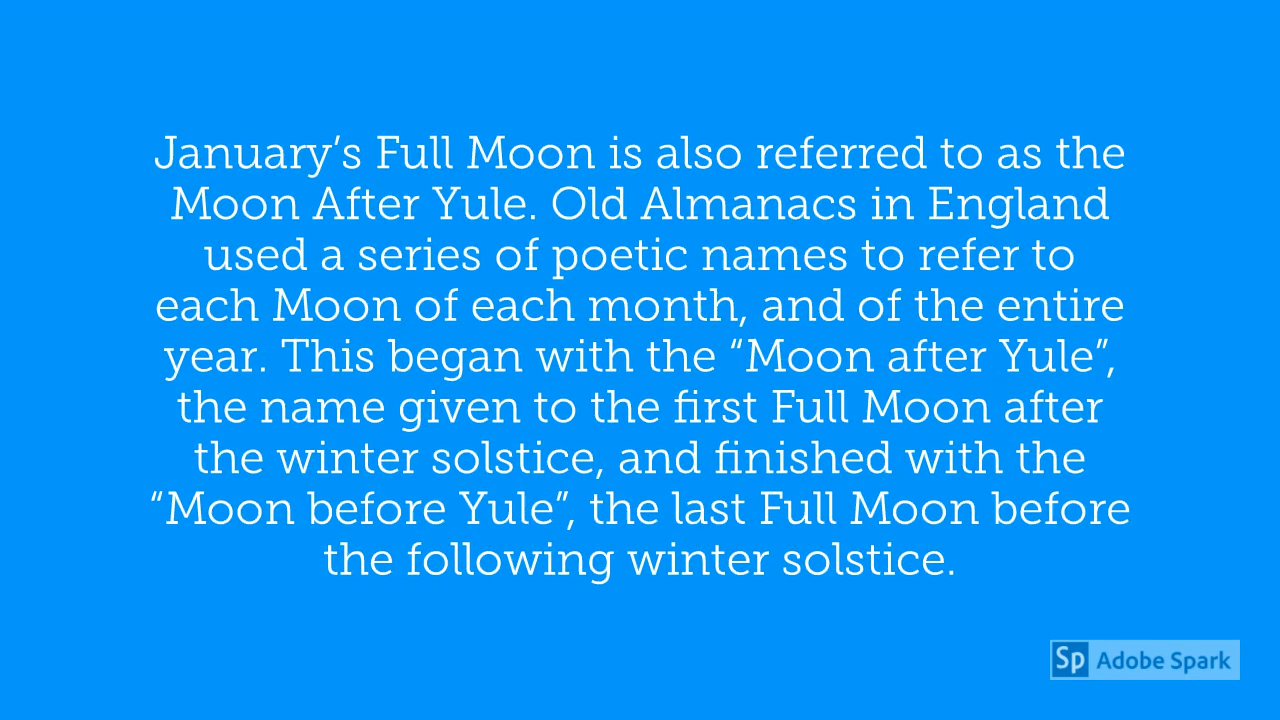 January’s Full Moon is also referred to as the
Moon After Yule. Old Almanacs in England
used a series of poetic names to refer to
each Moon of each month, and of the entire
year. This began with the “Moon after Yule”,
the name given to the first Full Moon after
the winter solstice, and finished with the
“Moon before Yule”, the last Full Moon before
the following winter solstice.
Sp Adobe Spark